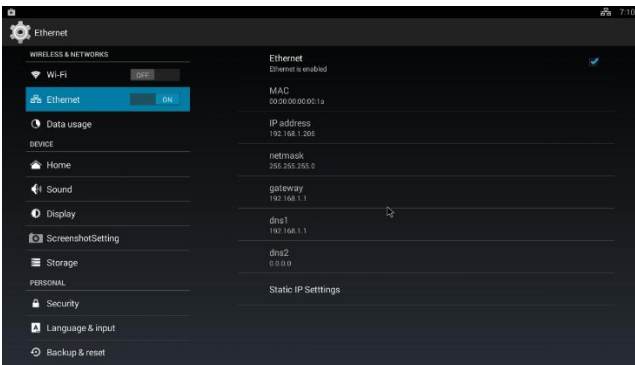 7:10
Ethernet
WIRELESS & NETWORKS
Wi-Fi
OFF
Ethernet
ON
Data usage
DEVICE
Home
Sound
Display
ScreenshotSetting
Storage
PERSONAL
Security
A Language & input
Backup & reset
Ethernet
Ethernet is enabled
MAC
00:00:00:00:00:1a
IP address
192.168.1.206
netmask
255.255.255.0
gateway
192.168.1.1
dns1
192.168.1.1
dns2
0.0.0.0
Static IP Setttings